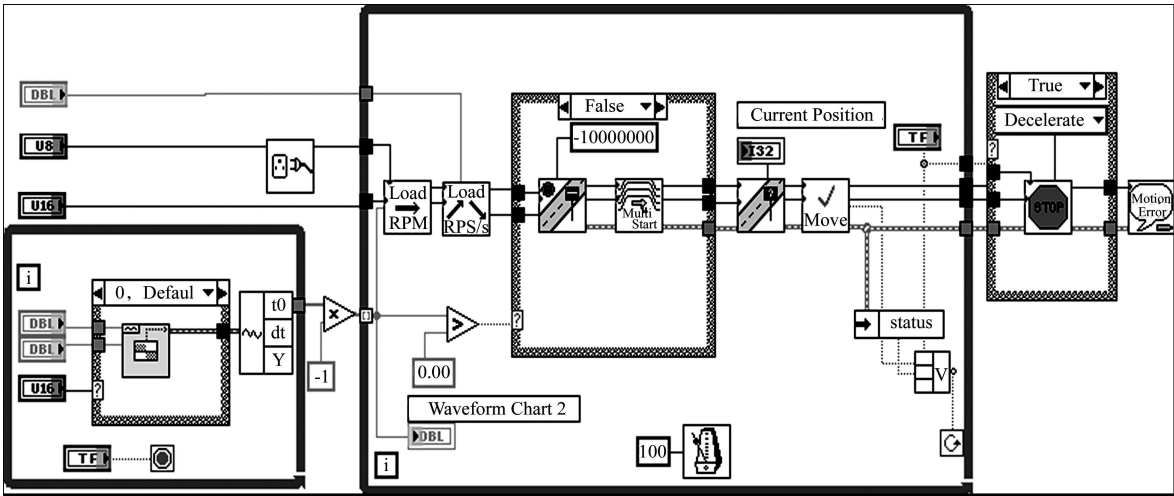 True
False
Decelerate
DBL
-10000000
Current Position
TF
U8
I32
?
Load
RPM
Load
RPS/s
Multi
Start
?
Move
STOP
Motion
Error
U16
i
0, Defaul
t0
dt
Y
×
[]
>
?
status
DBL
DBL
-1
0.00
V
U16
?
Waveform Chart 2
DBL
TF
i
100